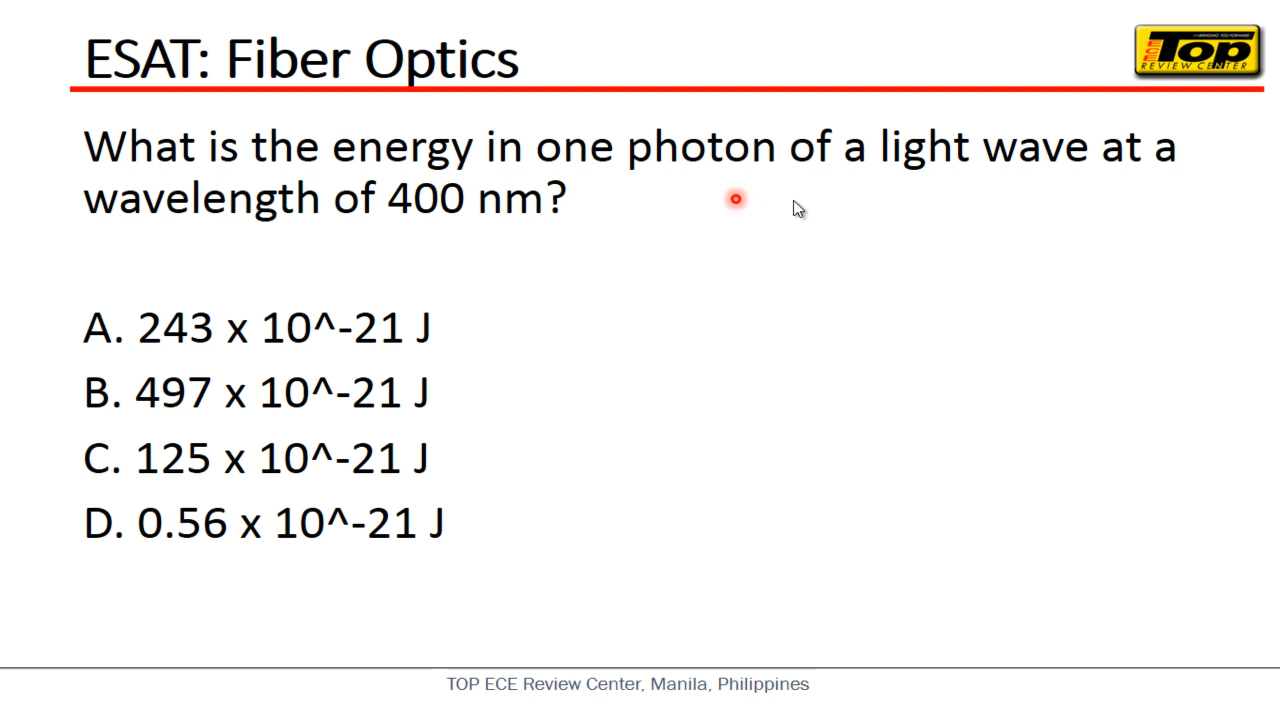 ESAT: Fiber Optics
ECE Top
REVIEW CENTER
What is the energy in one photon of a light wave at a
wavelength of 400 nm?
A. 243 x 10^-21 J
B. 497 x 10^-21 J
C. 125 x 10^-21 J
D. 0.56 x 10^-21 J
TOP ECE Review Center, Manila, Philippines